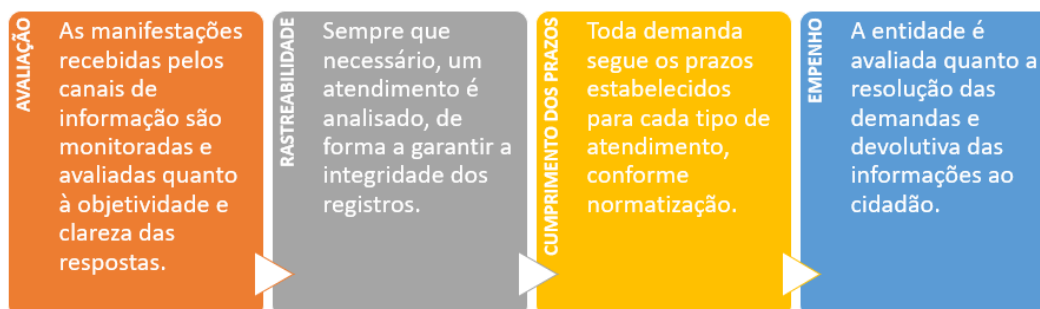 AVALIAÇÃO
As manifestações
recebidas pelos
canais de
informação são
monitoradas e
avaliadas quanto
à objetividade e
clareza das
respostas.
RASTREABILIDADE
Sempre que
necessário, um
atendimento é
analisado, de
forma a garantir a
integridade dos
registros.
CUMPRIMENTO DOS PRAZOS
Toda demanda
segue os prazos
estabelecidos
para cada tipo de
atendimento,
conforme
normatização.
EMPENHO
A entidade é
avaliada quanto a
resolução das
demandas e
devolutiva das
informações ao
cidadão.